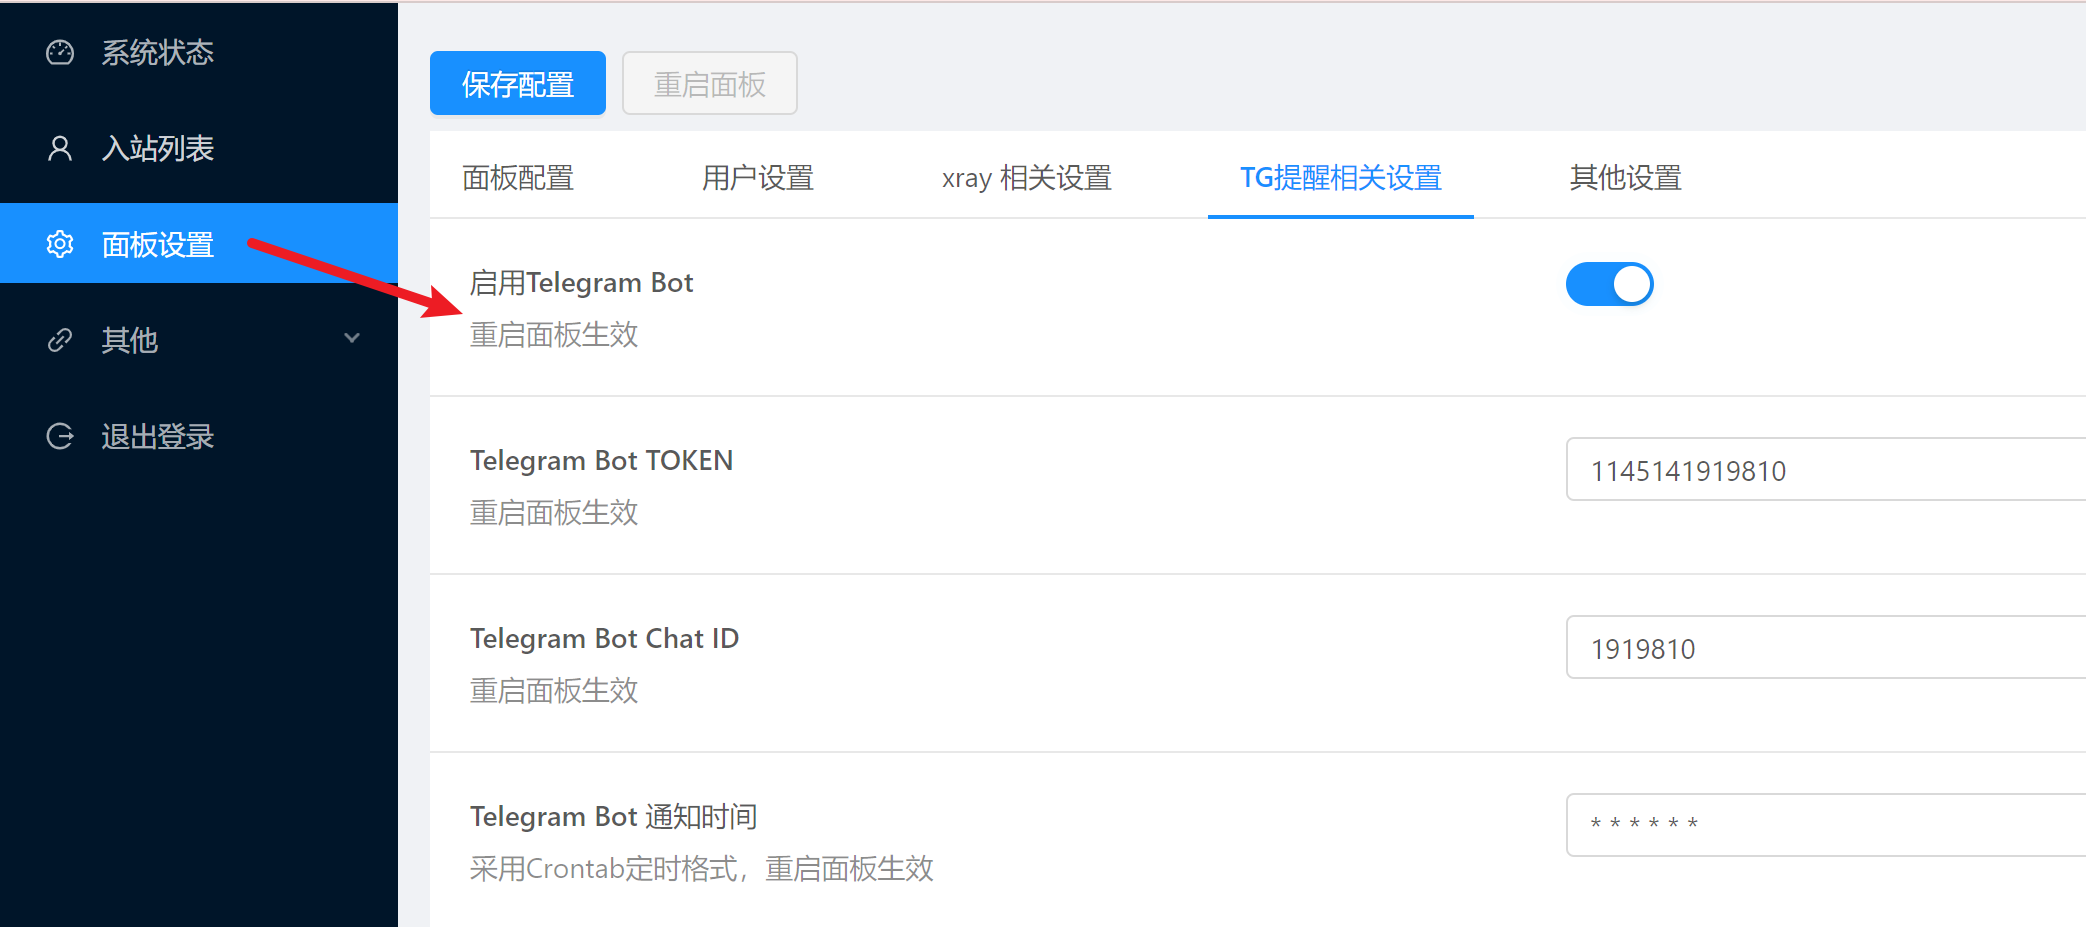 系统状态
入站列表
面板设置
其他
退出登录
保存配置
重启面板
面板配置
用户设置
xray 相关设置
TG提醒相关设置
其他设置
启用Telegram Bot
重启面板生效
Telegram Bot TOKEN
重启面板生效
1145141919810
Telegram Bot Chat ID
重启面板生效
1919810
Telegram Bot 通知时间
采用Crontab定时格式，重启面板生效
* * * * * *